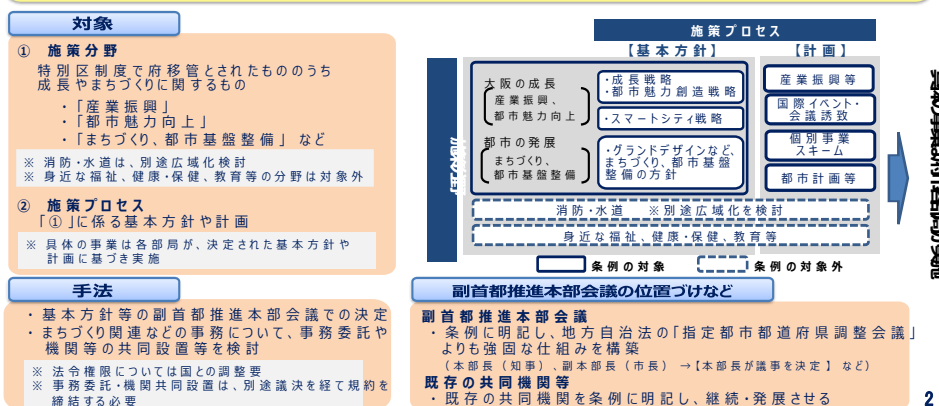 対象
① 施策分野
特別区制度で府移管とされたもののうち
成長やまちづくりに関するもの
・「産業振興」
・「都市魅力向上」
・「まちづくり、都市基盤整備」 など
※ 消防・水道は、別途広域化検討
※ 身近な福祉、健康・保健、教育等の分野は対象外
② 施策プロセス
「①」に係る基本方針や計画
※ 具体の事業は各部局が、決定された基本方針や
計画に基づき実施
施策プロセス
【基本方針】 【計画】
大阪の成長
産業振興、
都市魅力向上
・成長戦略
・都市魅力創造戦略
・スマートシティ戦略
都市の発展
まちづくり、
都市基盤整備
・グランドデザインなど、
まちづくり、都市基盤
整備の方針
産業振興等
国際イベント・
会議誘致
個別事業
スキーム
都市計画等
消防・水道 ※別途広域化を検討
身近な福祉、健康・保健、教育等
条例の対象 条例の対象外
手法
・基本方針等の副首都推進本部会議での決定
・まちづくり関連などの事務について、事務委託や
機関等の共同設置等を検討
※ 法令権限については国との調整要
※ 事務委託・機関共同設置は、別途議決を経て規約を
締結する必要
副首都推進本部会議の位置づけなど
副首都推進本部会議
・条例に明記し、地方自治法の「指定都市都道府県調整会議」
よりも強固な仕組みを構築
（本部長（知事）、副本部長（市長） →【本部長が議事を決定】など）
既存の共同機関等
・既存の共同機関を条例に明記し、継続・発展させる
2